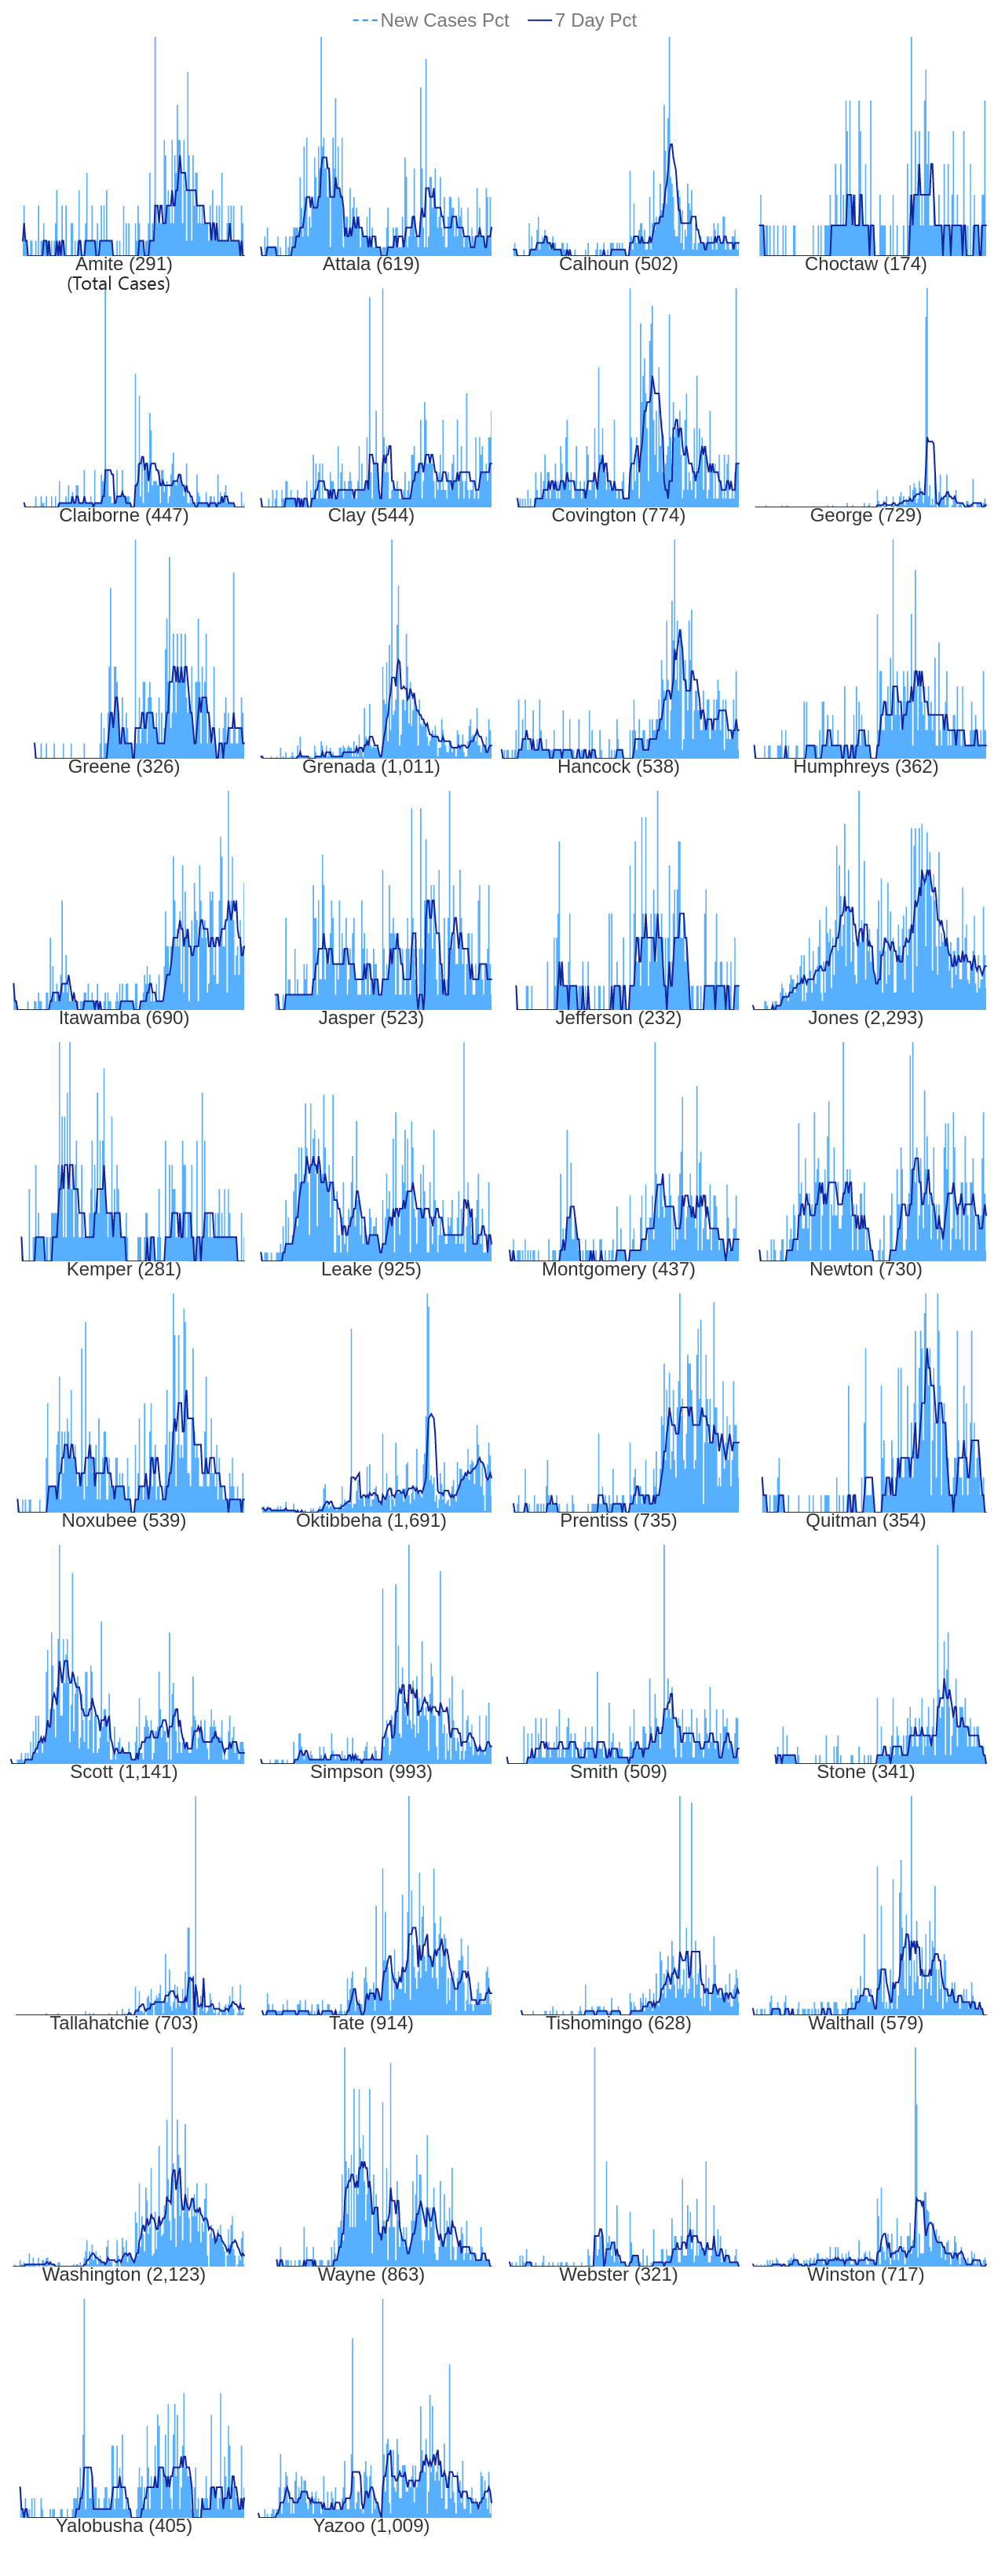 New Cases Pct 7 Day Pct
Amite (291) Attala (619) Calhoun (502) Choctaw (174)
(Total Cases)
Claiborne (447) Clay (544) Covington (774) George (729)
Greene (326) Grenada (1,011) Hancock (538) Humphreys (362)
Itawamba (690) Jasper (523) Jefferson (232) Jones (2,293)
Kemper (281) Leake (925) Montgomery (437) Newton (730)
Noxubee (539) Oktibbeha (1,691) Prentiss (735) Quitman (354)
Scott (1,141) Simpson (993) Smith (509) Stone (341)
Tallahatchie (703) Tate (914) Tishomingo (628) Walthall (579)
Washington (2,123) Wayne (863) Webster (321) Winston (717)
Yalobusha (405) Yazoo (1,009)